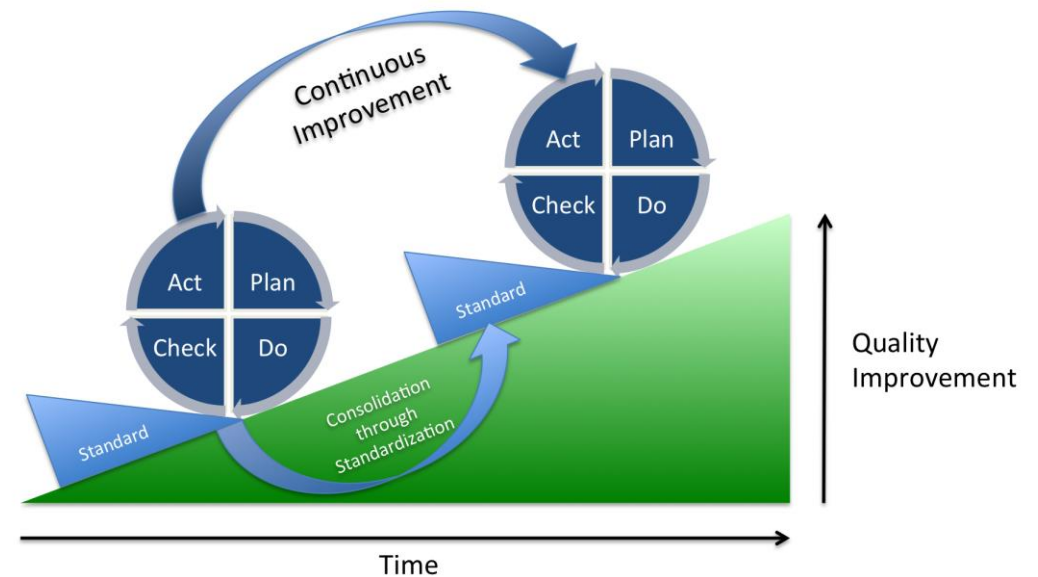 Continuous
Improvement
Act
Plan
Check
Do
Act
Plan
Check
Do
Standard
Standard
Consolidation
through
Standardization
Quality
Improvement
Time